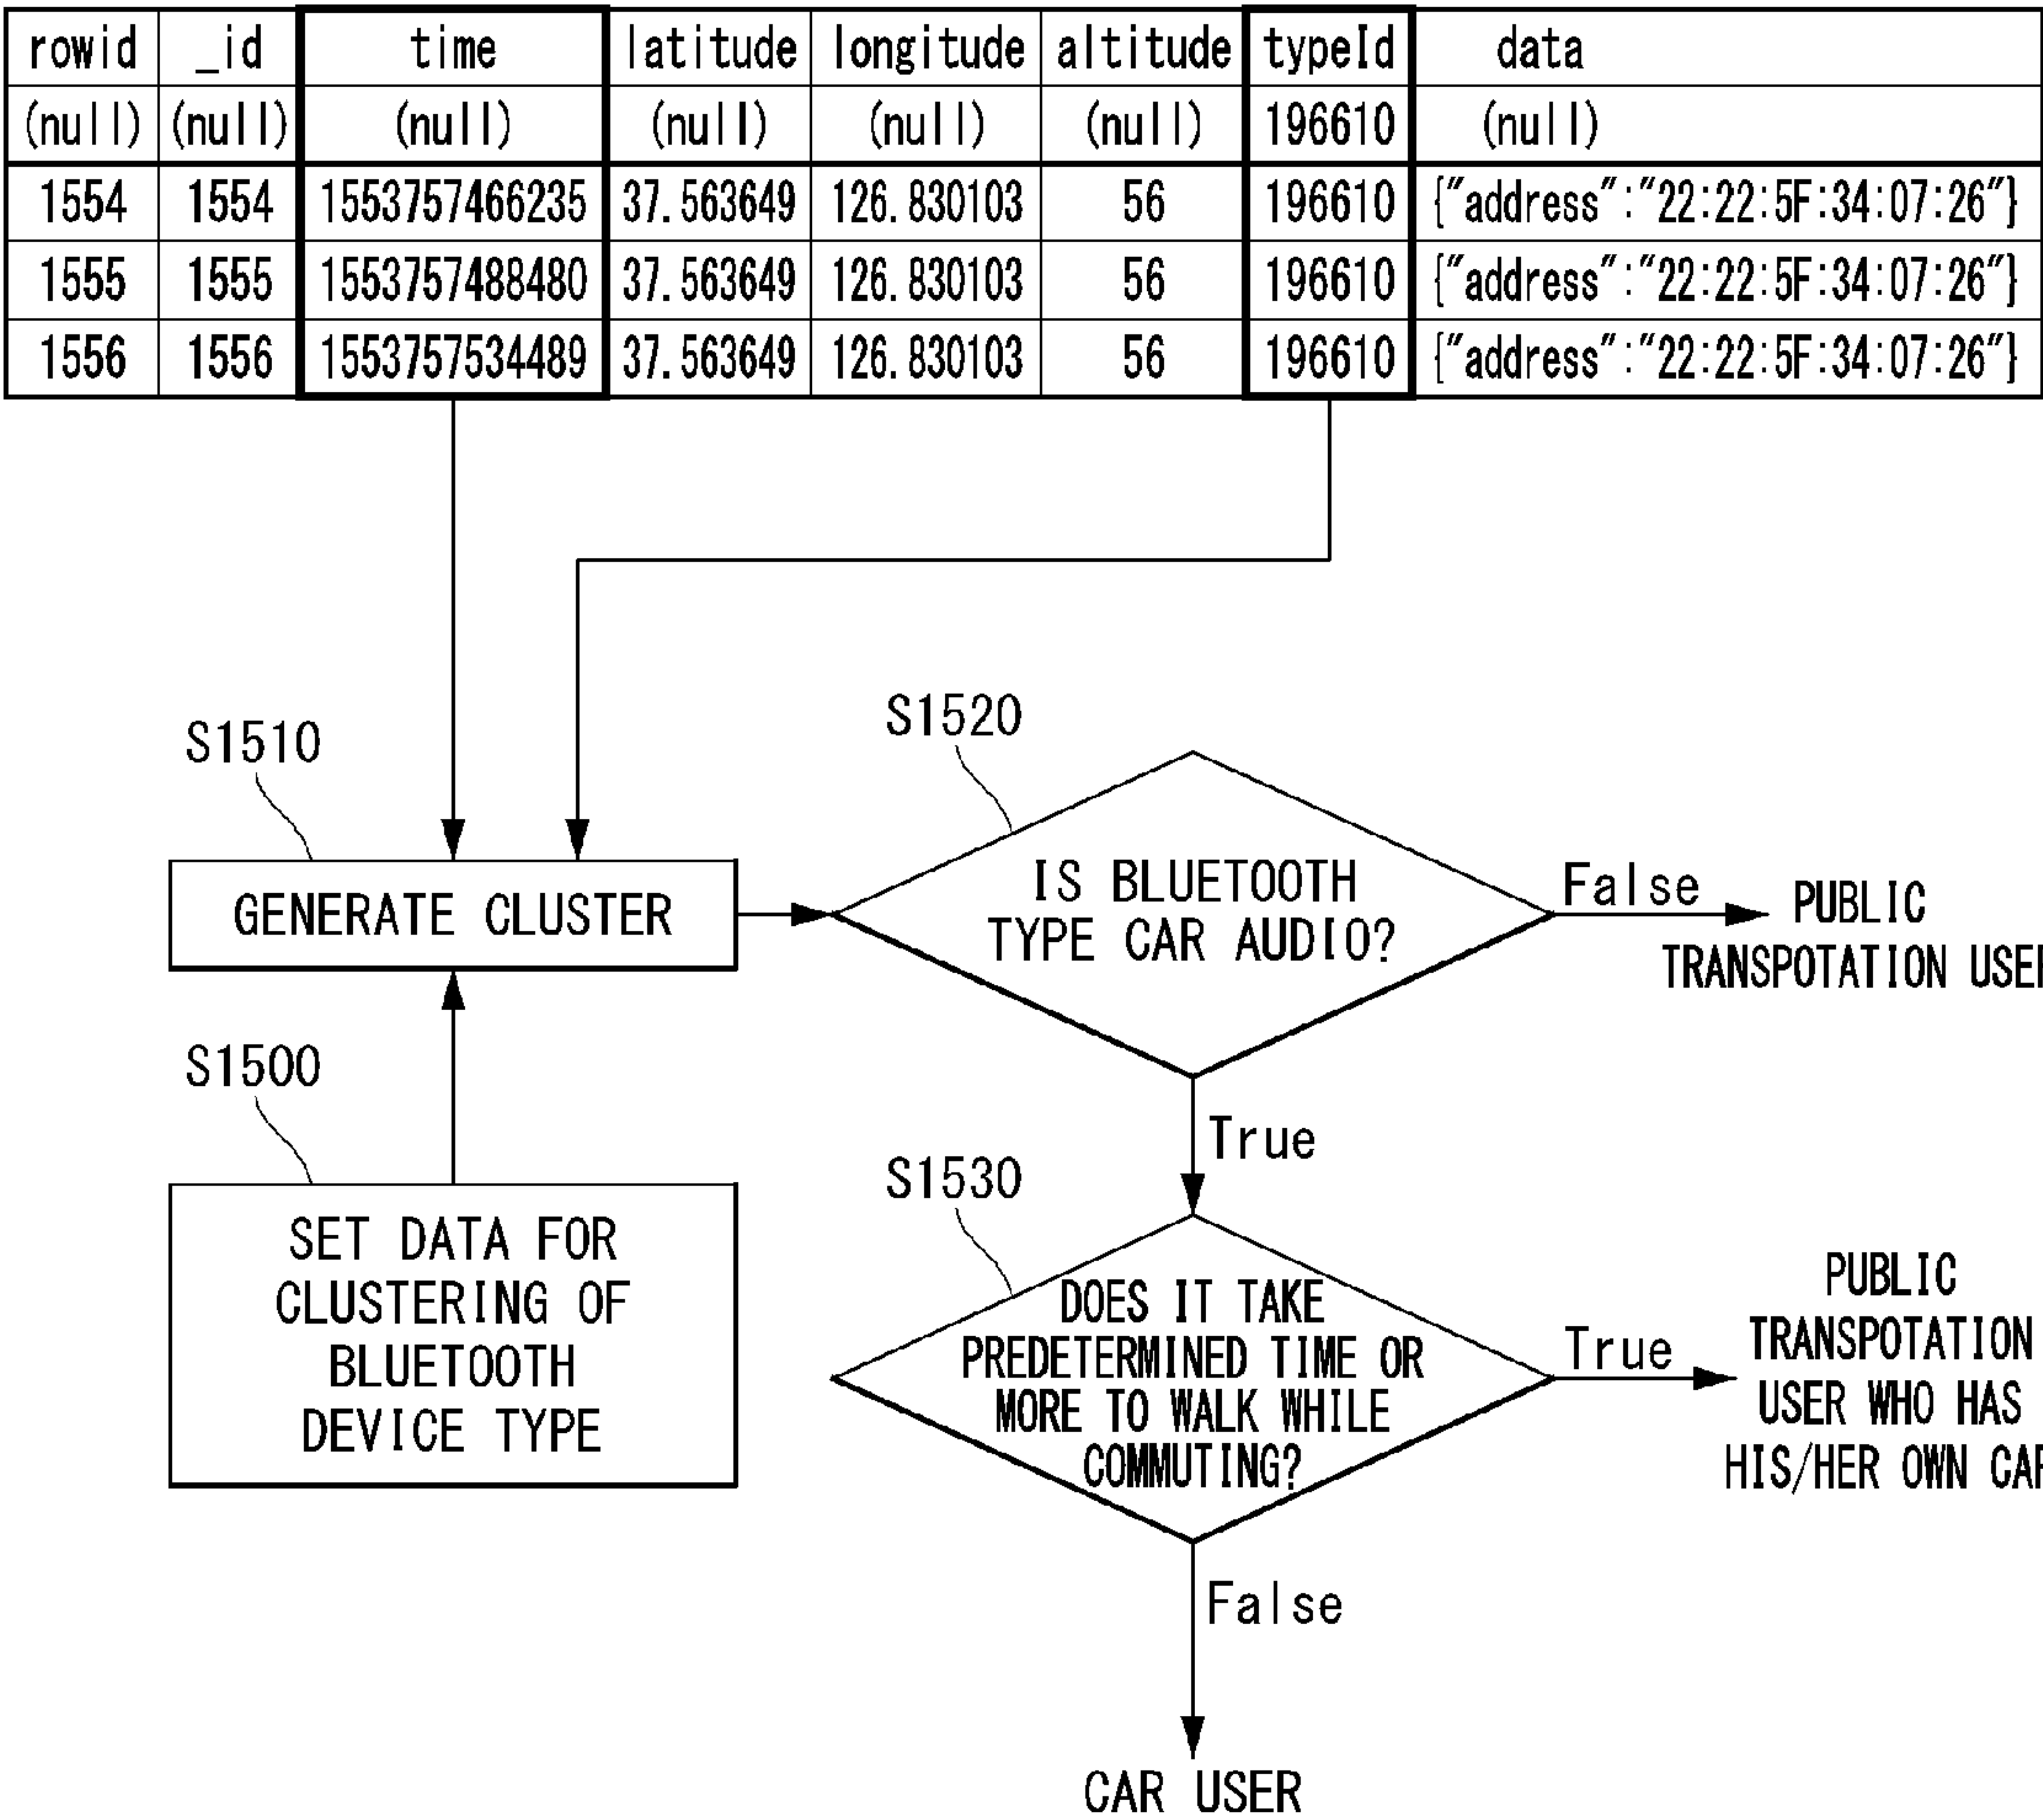 rowid _id time latitude longitude altitude typeId data
(null) (null) (null) (null) (null) (null) 196610 (null)
1554 1554 1553757466235 37.563649 126.830103 56 196610 {"address":"22:22:5F:34:07:26"}
1555 1555 1553757488480 37.563649 126.830103 56 196610 {"address":"22:22:5F:34:07:26"}
1556 1556 1553757534489 37.563649 126.830103 56 196610 {"address":"22:22:5F:34:07:26"}
S1510
GENERATE CLUSTER
S1520
IS BLUETOOTH
TYPE CAR AUDIO?
False
PUBLIC
TRANSPOTATION USER
True
S1500
SET DATA FOR
CLUSTERING OF
BLUETOOTH
DEVICE TYPE
S1530
DOES IT TAKE
PREDETERMINED TIME OR
MORE TO WALK WHILE
COMMUTING?
True
PUBLIC
TRANSPOTATION
USER WHO HAS
HIS/HER OWN CAR
False
CAR USER